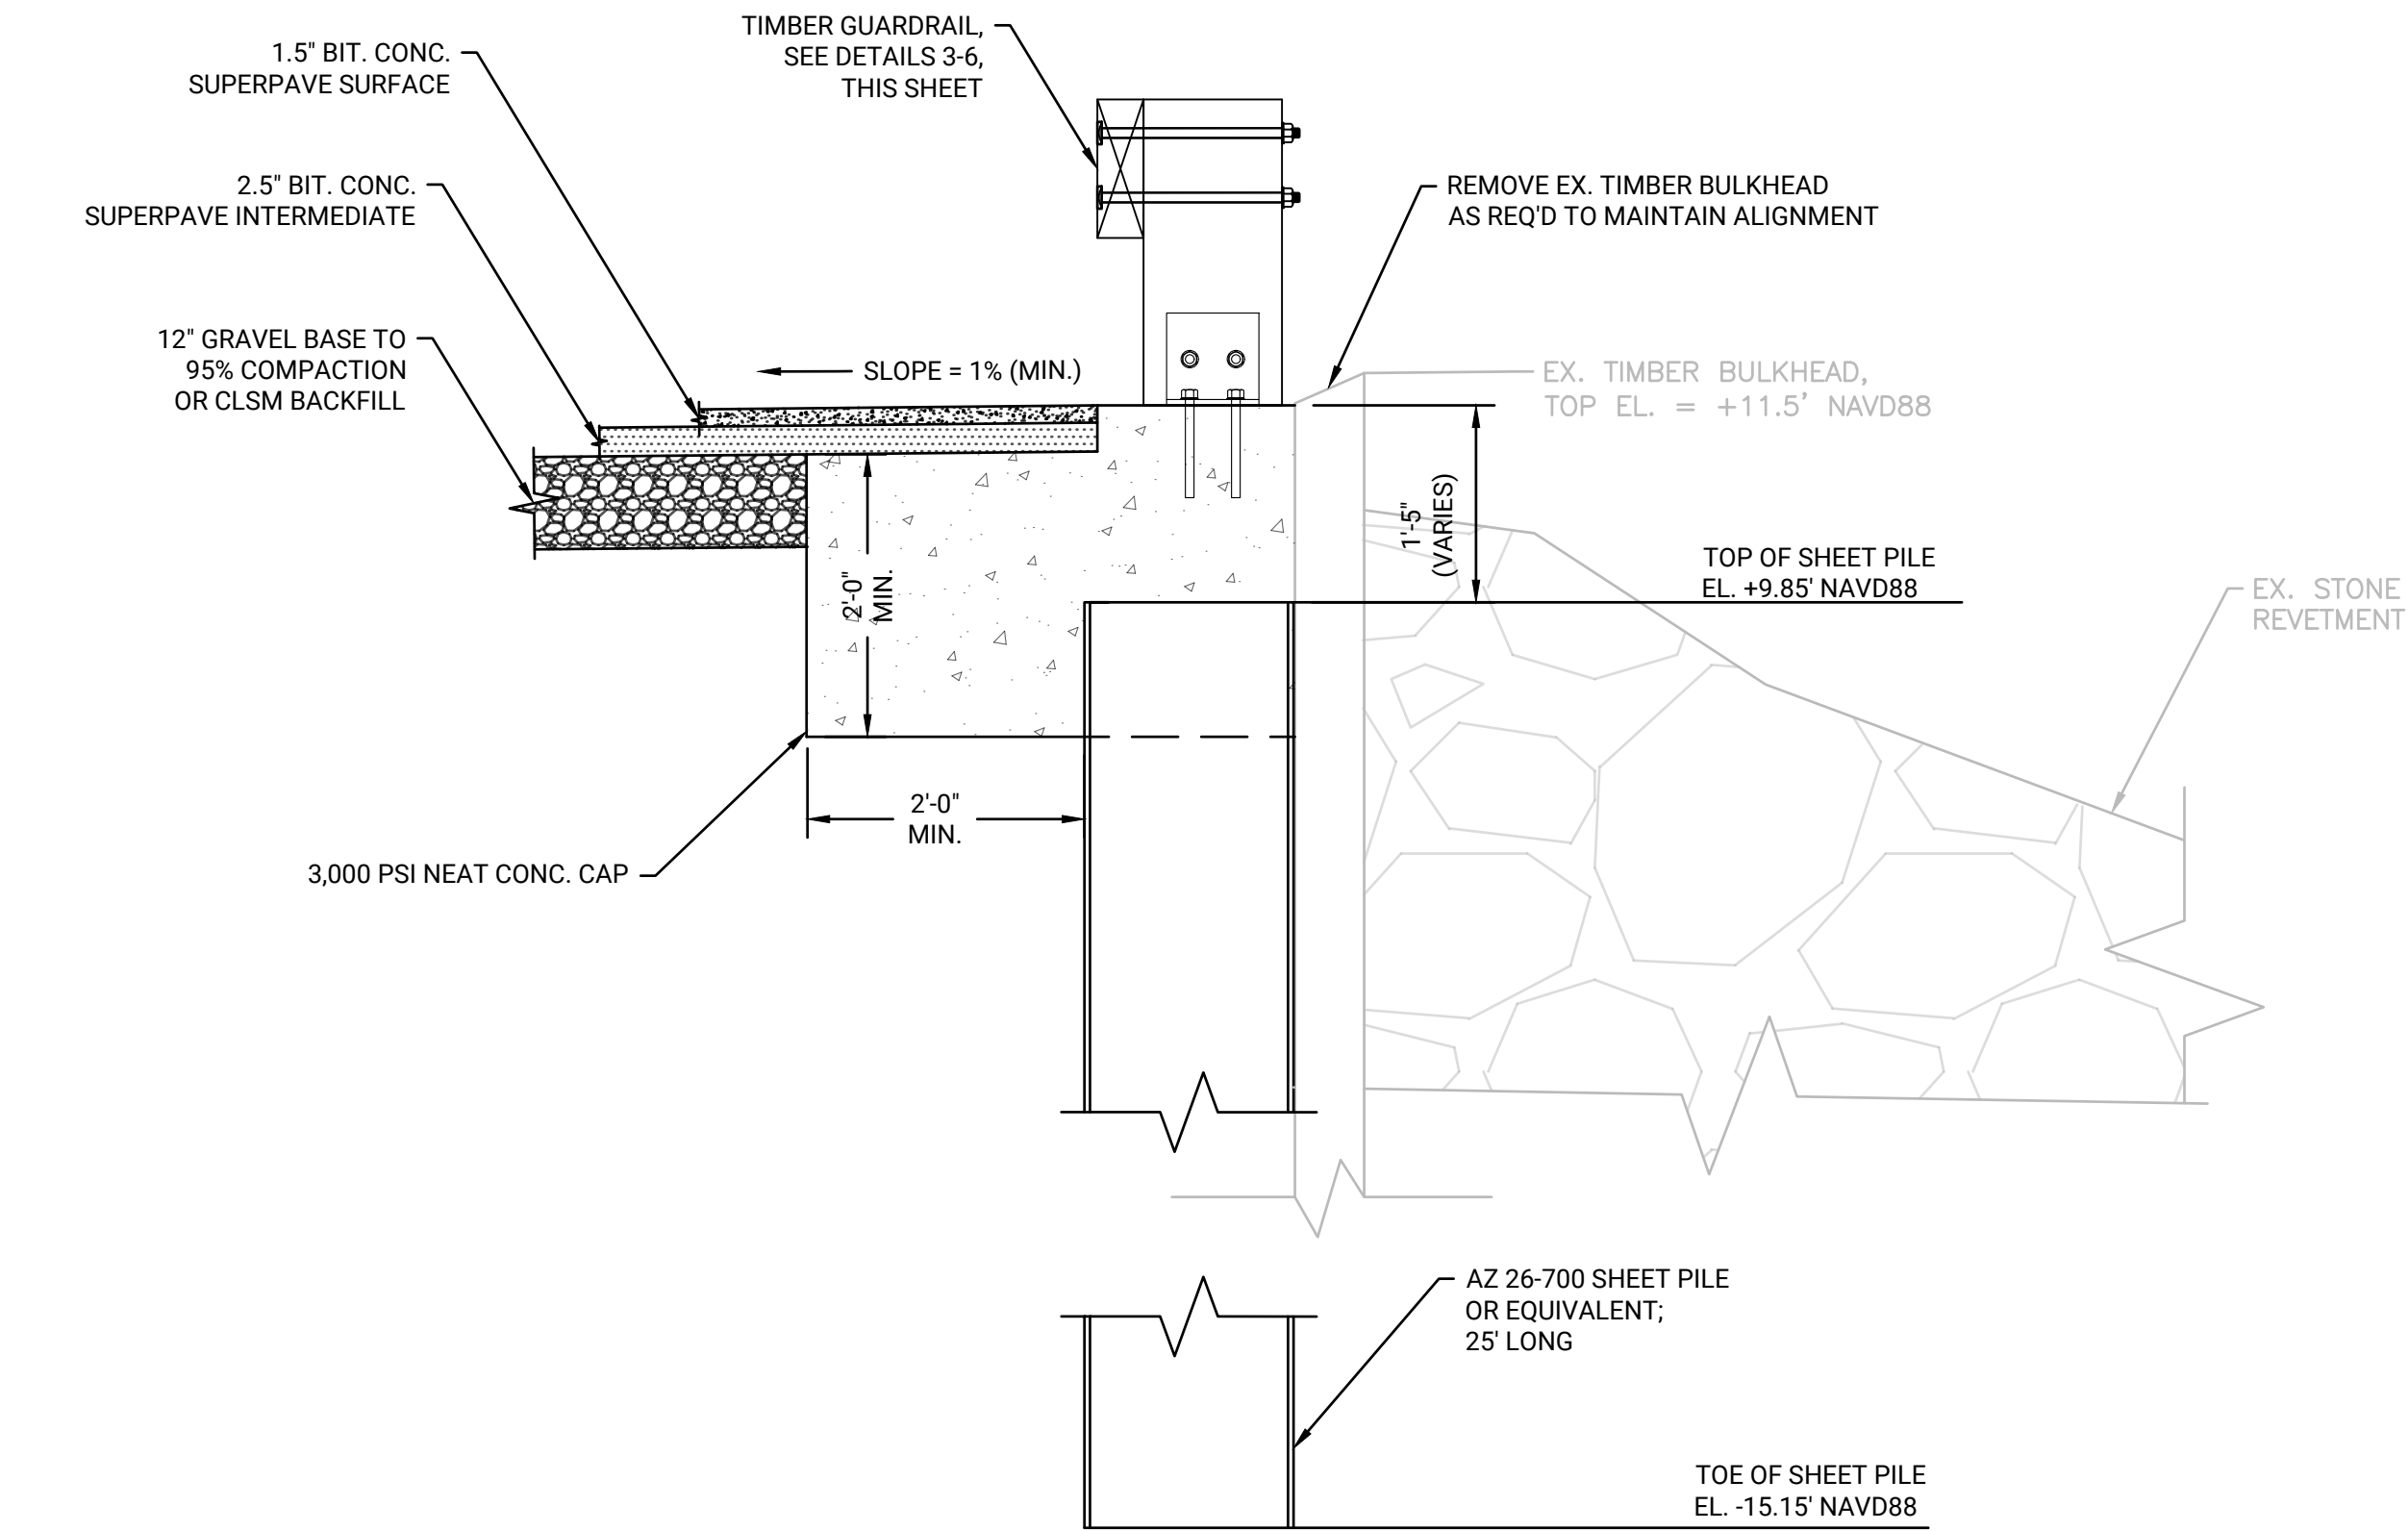 TIMBER GUARDRAIL,
SEE DETAILS 3-6,
THIS SHEET
1.5" BIT. CONC.
SUPERPAVE SURFACE
2.5" BIT. CONC.
SUPERPAVE INTERMEDIATE
REMOVE EX. TIMBER BULKHEAD
AS REQ'D TO MAINTAIN ALIGNMENT
12" GRAVEL BASE TO
95% COMPACTION
OR CLSM BACKFILL
SLOPE = 1% (MIN.)
EX. TIMBER BULKHEAD,
TOP EL. = +11.5' NAVD88
1'-5"
(VARIES)
TOP OF SHEET PILE
EL. +9.85' NAVD88
EX. STONE
REVETMENT
2'-0"
MIN.
2'-0"
MIN.
3,000 PSI NEAT CONC. CAP
AZ 26-700 SHEET PILE
OR EQUIVALENT;
25' LONG
TOE OF SHEET PILE
EL. -15.15' NAVD88